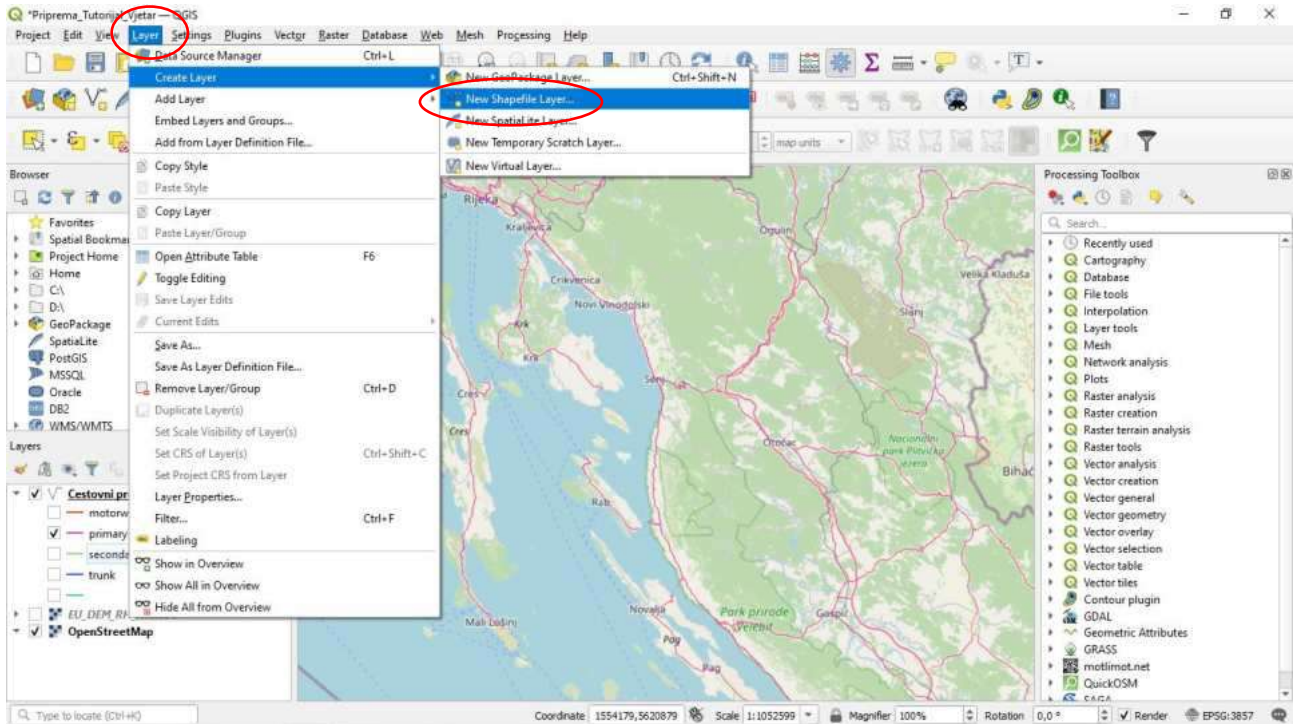 *Priprema_Tutorijal_Vjetar — QGIS
Project Edit View Layer Settings Plugins Vector Raster Database Web Mesh Processing Help
Data Source Manager Ctrl+L
Create Layer
Add Layer
Embed Layers and Groups...
Add from Layer Definition File...
Copy Style
Paste Style
Copy Layer
Paste Layer/Group
Open Attribute Table F6
Toggle Editing
Save Layer Edits
Current Edits
Save As...
Save As Layer Definition File...
Remove Layer/Group Ctrl+D
Duplicate Layer(s)
Set Scale Visibility of Layer(s)
Set CRS of Layer(s) Ctrl+Shift+C
Set Project CRS from Layer
Layer Properties...
Filter... Ctrl+F
Labeling
Show in Overview
Show All in Overview
Hide All from Overview
New GeoPackage Layer... Ctrl+Shift+N
New Shapefile Layer...
New SpatiaLite Layer...
New Temporary Scratch Layer...
New Virtual Layer...
map units
Browser
Favorites
Spatial Bookmar
Project Home
Home
C:\
D:\
GeoPackage
SpatiaLite
PostGIS
MSSQL
Oracle
DB2
WMS/WMTS
Layers
Cestovni pr
motorw
primary
seconda
trunk
EU_DEM_RH
OpenStreetMap
Rijeka
Kraljevica
Ogulin
Crikvenica
Velika Kladuša
Novi Vinodolski
Slunj
Krk
Krk
Senj
Cres
Cres
Otočac
Nacionalni
park Plitvička
jezera
Bihać
Rab
Novalja
Park prirode
Velebit
Gospić
Mali Lošinj
Pag
Pag
Processing Toolbox
Search...
Recently used
Cartography
Database
File tools
Interpolation
Layer tools
Mesh
Network analysis
Plots
Raster analysis
Raster creation
Raster terrain analysis
Raster tools
Vector analysis
Vector creation
Vector general
Vector geometry
Vector overlay
Vector selection
Vector table
Vector tiles
Contour plugin
GDAL
Geometric Attributes
GRASS
motlimot.net
QuickOSM
SAGA
Type to locate (Ctrl+K)
Coordinate 1554179,5620879 Scale 1:1052599 Magnifier 100% Rotation 0,0 ° Render EPSG:3857